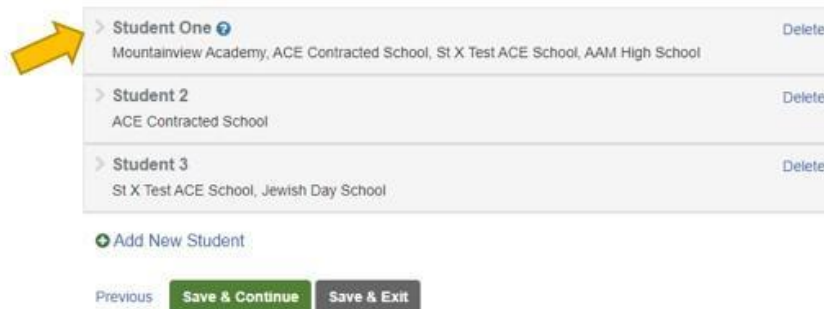 Student One
Delete
Mountainview Academy, ACE Contracted School, St X Test ACE School, AAM High School
Student 2
Delete
ACE Contracted School
Student 3
Delete
St X Test ACE School, Jewish Day School
Add New Student
Previous Save & Continue Save & Exit